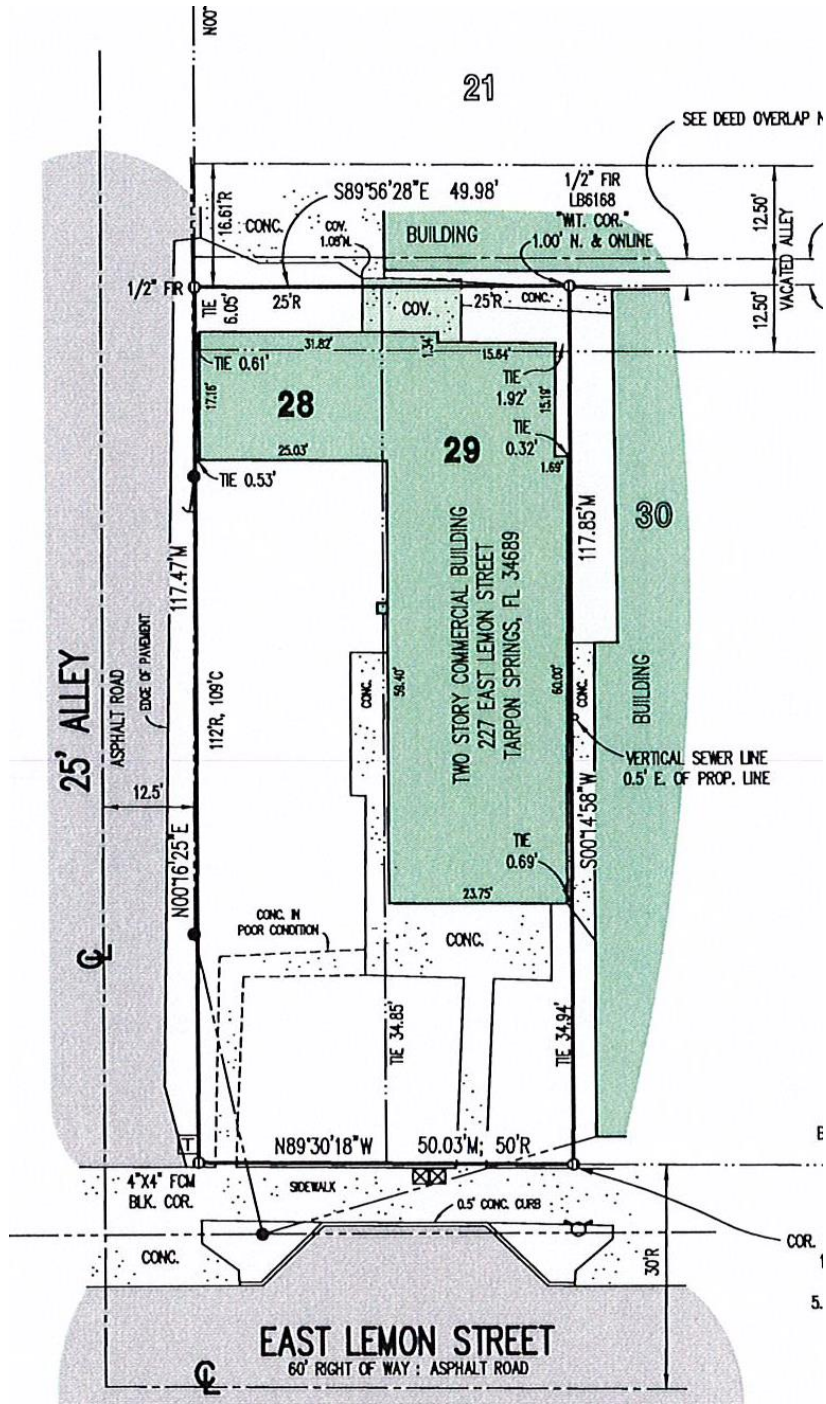 N00°
21
SEE DEED OVERLAP N
S89°56'28"E 49.98'
1/2" FIR
LB6168
"WIT. COR."
1.00' N. & ONLINE
16.61'R
CONC.
COV.
1.08'N.
BUILDING
12.50'
VACATED ALLEY
12.50'
1/2" FIR
TIE
6.05'
25'R
COV.
25'R
CONC.
31.82'
1.34'
15.64'
TIE 0.61'
17.16'
28
TIE
1.92'
15.19'
29
TIE
0.32'
1.69'
25.03'
TIE 0.53'
117.47'M
117.85'M
30
EDGE OF PAVEMENT
25' ALLEY
ASPHALT ROAD
112'R, 109'C
CONC.
59.40'
TWO STORY COMMERCIAL BUILDING
227 EAST LEMON STREET
TARPON SPRINGS, FL 34689
60.00'
CONC.
BUILDING
VERTICAL SEWER LINE
0.5' E. OF PROP. LINE
12.5'
N00°16'25"E
S00°14'58"W
TIE
0.69'
23.75'
CONC. IN
POOR CONDITION
CONC.
CL
TIE 34.85'
TIE 34.94'
T
N89°30'18"W 50.03'M; 50'R
B
4"X4" FCM
BLK. COR.
SIDEWALK
0.5' CONC. CURB
CONC.
30'R
COR.
1
5.
EAST LEMON STREET
60' RIGHT OF WAY : ASPHALT ROAD
CL